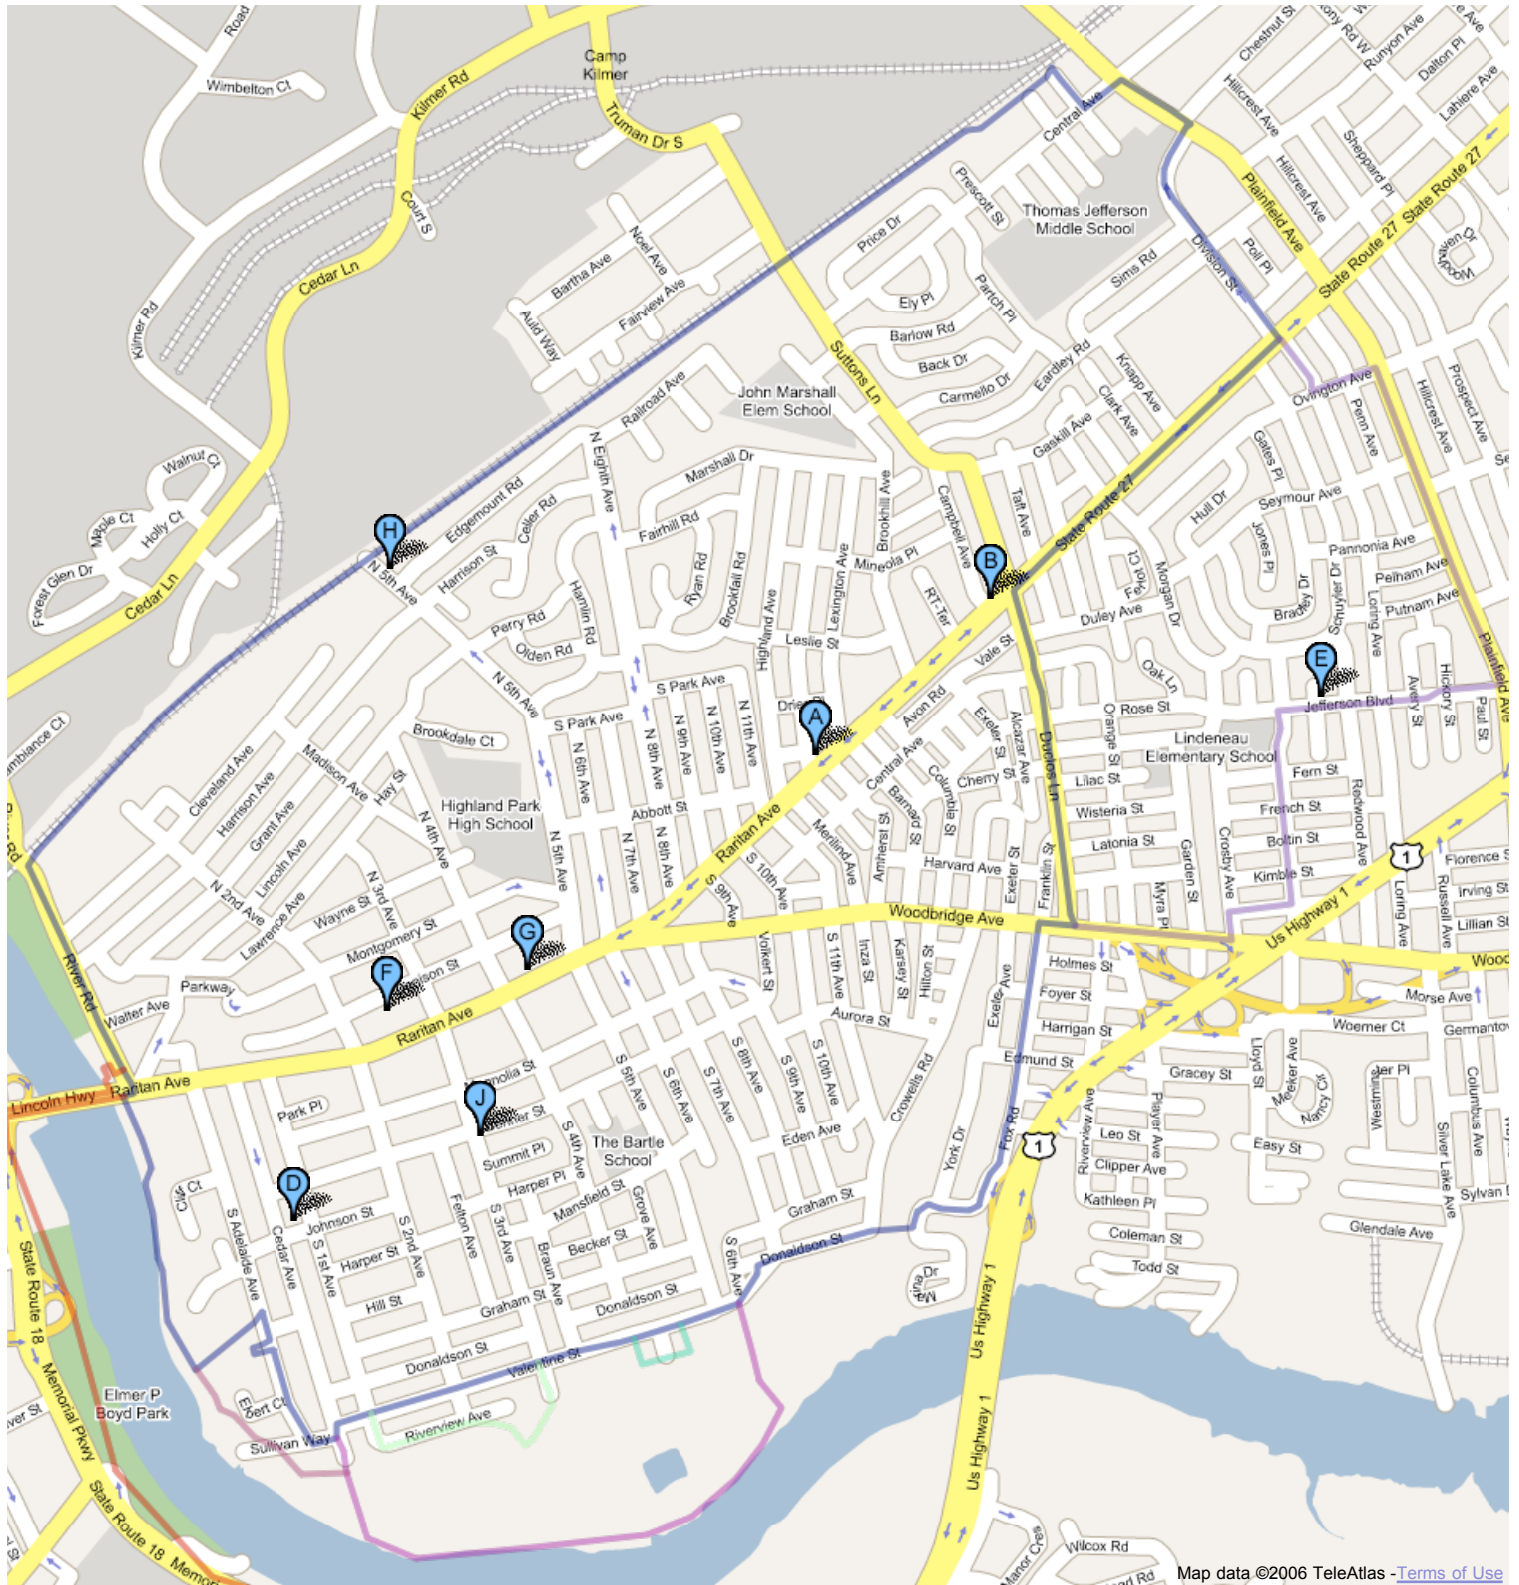 Road
Wimbelton Ct
Kilmer Rd
Camp
Kilmer
Truman Dr S
Court S
Cedar Ln
Kilmer Rd
Central Ave
Chestnut St
Runyon Ave
Dalton Pl
Lahiere Ave
Hillcrest Ave
Sheppard Pl
Hillcrest Ave
Plainfield Ave
State Route 27
State Route 27
Prescott St
Thomas Jefferson
Middle School
Price Dr
Partch Pl
Sims Rd
Division St
Poll Pl
Noel Ave
Bartha Ave
Fairview Ave
Auld Way
Ely Pl
Barlow Rd
Back Dr
Carmello Dr
Eardley Rd
Knapp Ave
Clark Ave
Gaskill Ave
Suttons Ln
Railroad Ave
John Marshall
Elem School
Ovington Ave
Penn Ave
Hillcrest Ave
Prospect Ave
N Eighth Ave
Marshall Dr
Brookhill Ave
Campbell Ave
Taft Ave
State Route 27
Gates Pl
Hull Dr
Seymour Ave
Jones Pl
Pannonia Ave
Pelham Ave
Putnam Ave
Walnut Ct
Maple Ct
Holly Ct
Forest Glen Dr
Cedar Ln
H
Edgemount Rd
Celler Rd
Harrison St
N 5th Ave
Fairhill Rd
Ryan Rd
Brookfall Rd
Hamlin Rd
Perry Rd
Olden Rd
Highland Ave
Lexington Ave
Mineola Pl
RT-Ter
Leslie St
B
Vale St
Duley Ave
Morgan Dr
Bradley Dr
Schuyler Dr
Loring Ave
Plainfield Ave
E
Jefferson Blvd
Avery St
Hickory St
Paul St
Oak Ln
Rose St
Orange St
Lindeneau
Elementary School
N 5th Ave
S Park Ave
S Park Ave
N 6th Ave
N 8th Ave
N 9th Ave
N 10th Ave
N 11th Ave
A
Avon Rd
Central Ave
Exeter St
Alcazar Ave
Duclos Ln
Brookdale Ct
Cleveland Ave
Harrison Ave
Grant Ave
Lincoln Ave
Lawrence Ave
Madison Ave
Hay St
Highland Park
High School
Abbott St
N 4th Ave
N 5th Ave
N 7th Ave
N 8th Ave
Raritan Ave
Columbia St
Cherry St
Barnard St
Amherst St
Merilind Ave
Harvard Ave
Exeter St
Franklin St
Lilac St
Wisteria St
Latonia St
Garden St
Crosby Ave
Myra Pl
Fern St
French St
Boltin St
Kimble St
Redwood Ave
1
Florence S
Irving St
Lillian St
Loring Ave
Russell Ave
Us Highway 1
Woodbridge Ave
N 2nd Ave
N 3rd Ave
Wayne St
Montgomery St
S 9th Ave
S 10th Ave
G
F
Parkway
Walter Ave
River Rd
Raritan Ave
Raritan Ave
Lincoln Hwy
Volkert St
S 11th Ave
Inza St
Karsey St
Hilton St
Aurora St
Exeter Ave
Holmes St
Foyer St
Harrigan St
Edmund St
Gracey St
Morse Ave
Woerner Ct
Lloyd St
Meeker Ave
Nancy Cir
Columbus Ave
Silver Lake Ave
Easy St
Park Pl
J
Summit Pl
Harper Pl
Mansfield St
The Bartle
School
S 4th Ave
S 5th Ave
S 6th Ave
S 7th Ave
S 8th Ave
S 9th Ave
S 10th Ave
Eden Ave
Crowells Rd
York Dr
Fox Rd
1
Riverview Ave
Player Ave
Leo St
Clipper Ave
Kathleen Pl
Coleman St
Todd St
Glendale Ave
Cliff Ct
D
Johnson St
Harper St
Hill St
S Adelaide Ave
Cedar Ave
S 1st Ave
S 2nd Ave
Felton Ave
S 3rd Ave
Braun Ave
Becker St
Grove Ave
Graham St
Graham St
Donaldson St
Donaldson St
Donaldson St
S 6th Ave
Valentine St
Riverview Ave
Sullivan Way
Us Highway 1
Us Highway 1
State Route 18
Memorial Pkwy
Elmer P
Boyd Park
State Route 18
Wilcox Rd
Map data ©2006 TeleAtlas - Terms of Use